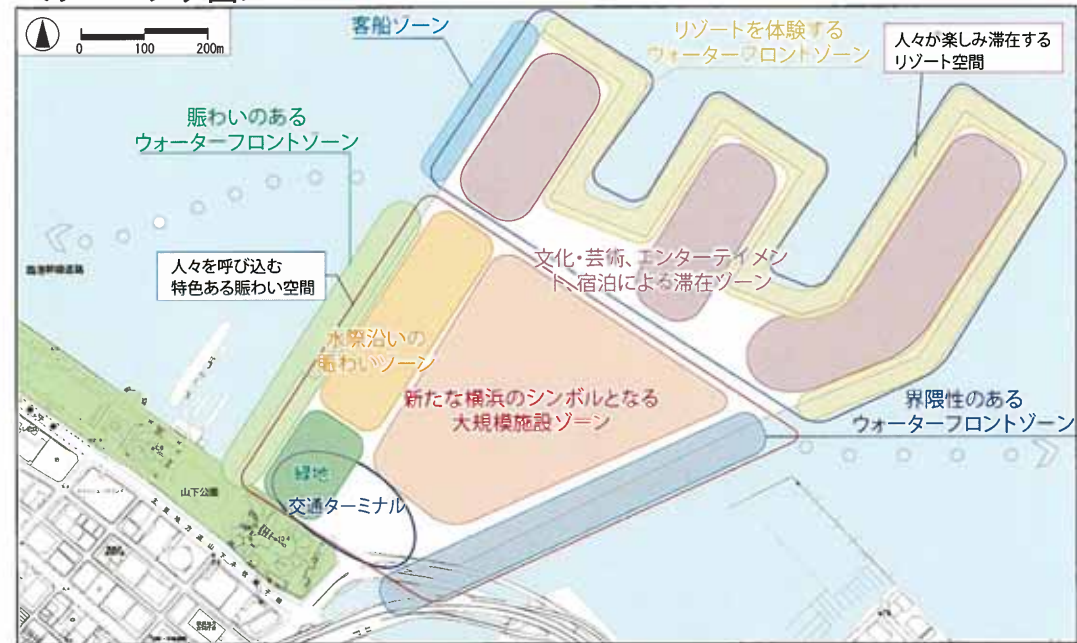 0 100 200m
客船ゾーン
リゾートを体験する
ウォーターフロントゾーン
人々が楽しみ滞在する
リゾート空間
賑わいのある
ウォーターフロントゾーン
人々を呼び込む
特色ある賑わい空間
文化・芸術、エンターテイメン
ト、宿泊による滞在ゾーン
水際沿いの
賑わいゾーン
新たな横浜のシンボルとなる
大規模施設ゾーン
界隈性のある
ウォーターフロントゾーン
緑地
交通ターミナル
山下公園